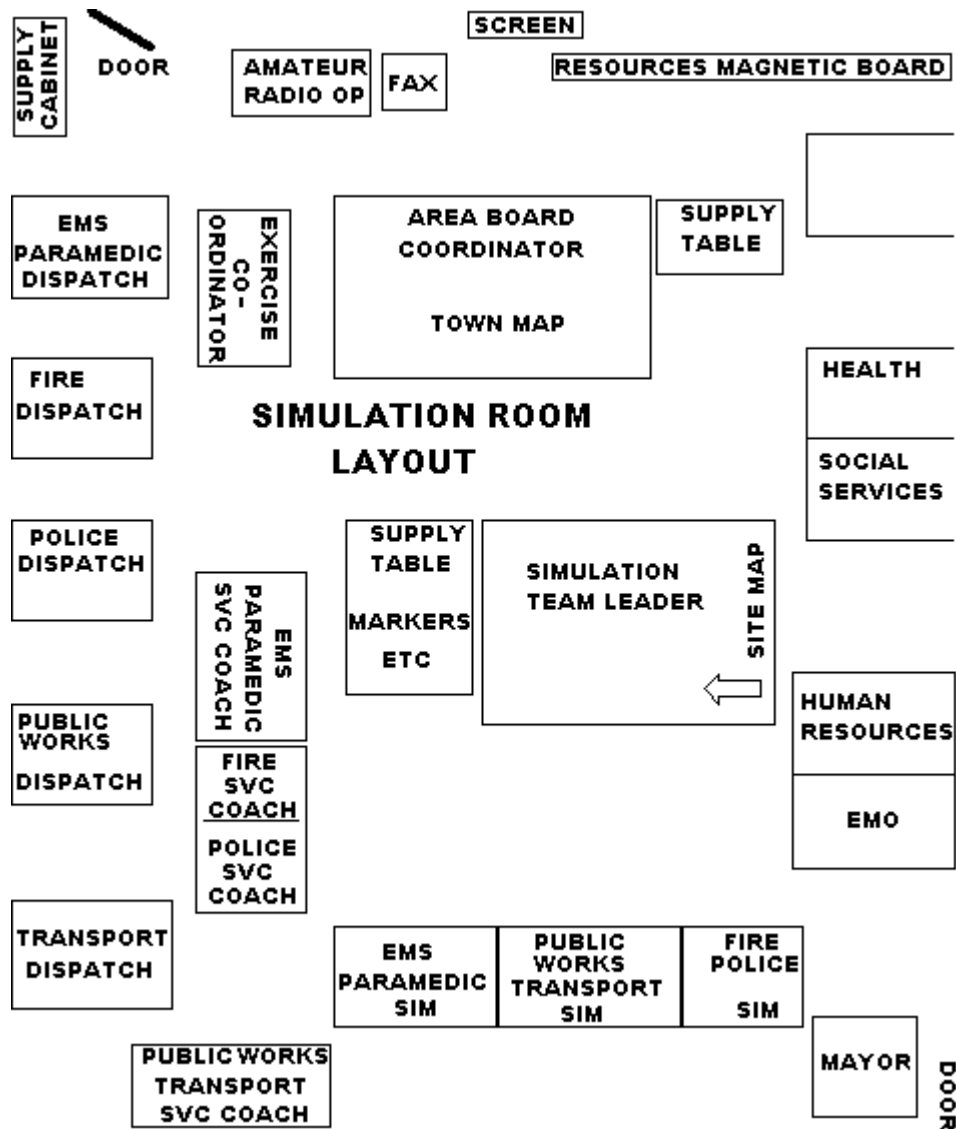 SCREEN
SUPPLY
CABINET
DOOR
AMATEUR
RADIO OP
FAX
RESOURCES MAGNETIC BOARD
EMS
PARAMEDIC
DISPATCH
EXERCISE
CO-
ORDINATOR
AREA BOARD
COORDINATOR
TOWN MAP
SUPPLY
TABLE
FIRE
DISPATCH
HEALTH
SIMULATION ROOM
LAYOUT
SOCIAL
SERVICES
POLICE
DISPATCH
EMS
PARAMEDIC
SVC COACH
SUPPLY
TABLE
MARKERS
ETC
SIMULATION
TEAM LEADER
SITE MAP
HUMAN
RESOURCES
PUBLIC
WORKS
DISPATCH
FIRE
SVC
COACH
POLICE
SVC
COACH
EMO
TRANSPORT
DISPATCH
EMS
PARAMEDIC
SIM
PUBLIC
WORKS
TRANSPORT
SIM
FIRE
POLICE
SIM
PUBLIC WORKS
TRANSPORT
SVC COACH
MAYOR
DOOR